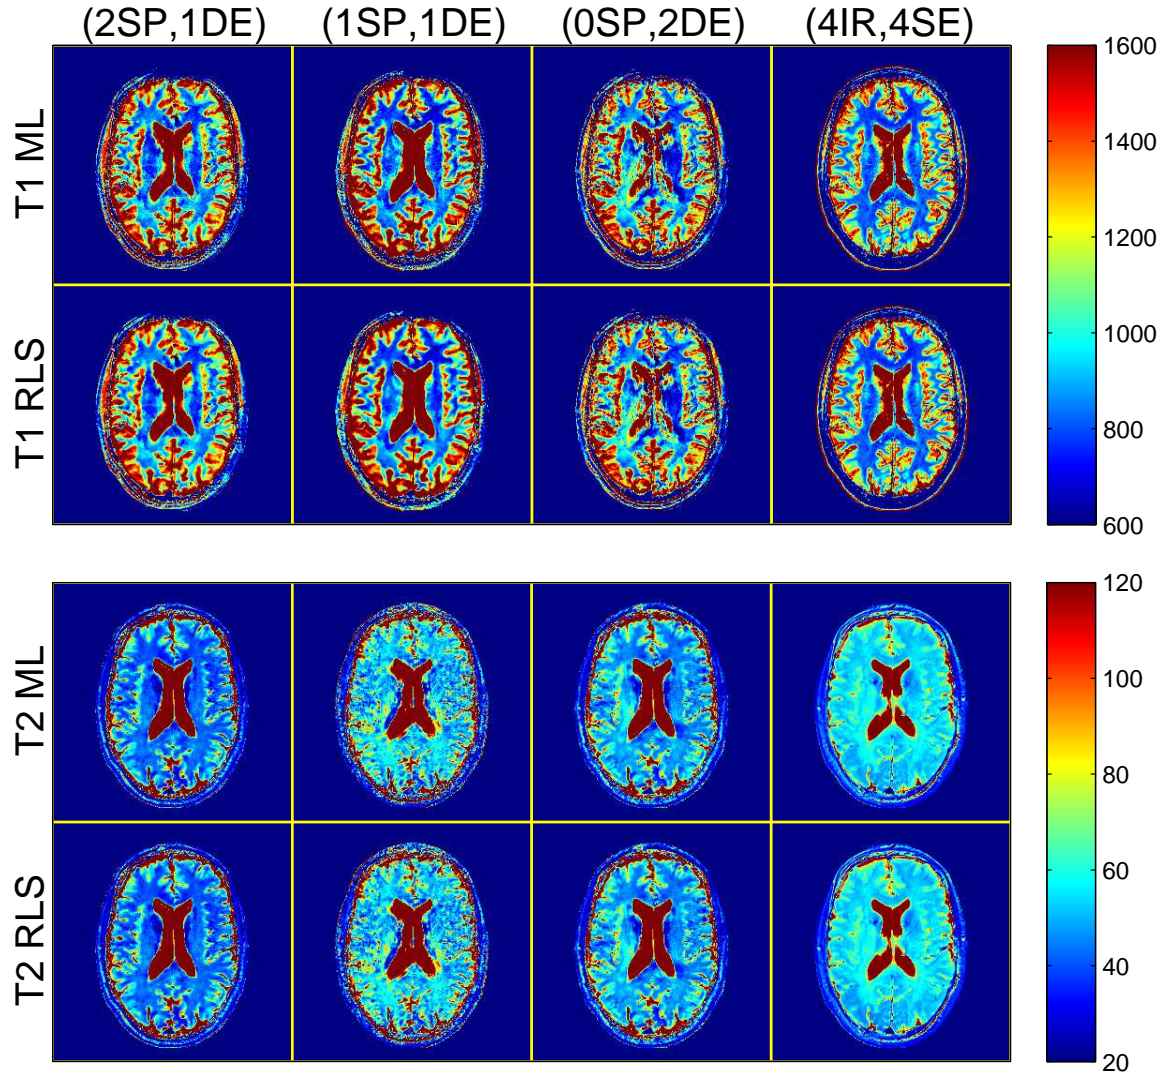 (2SP,1DE) (1SP,1DE) (0SP,2DE) (4IR,4SE)
T1 ML
T1 RLS
1600
1400
1200
1000
800
600
T2 ML
T2 RLS
120
100
80
60
40
20